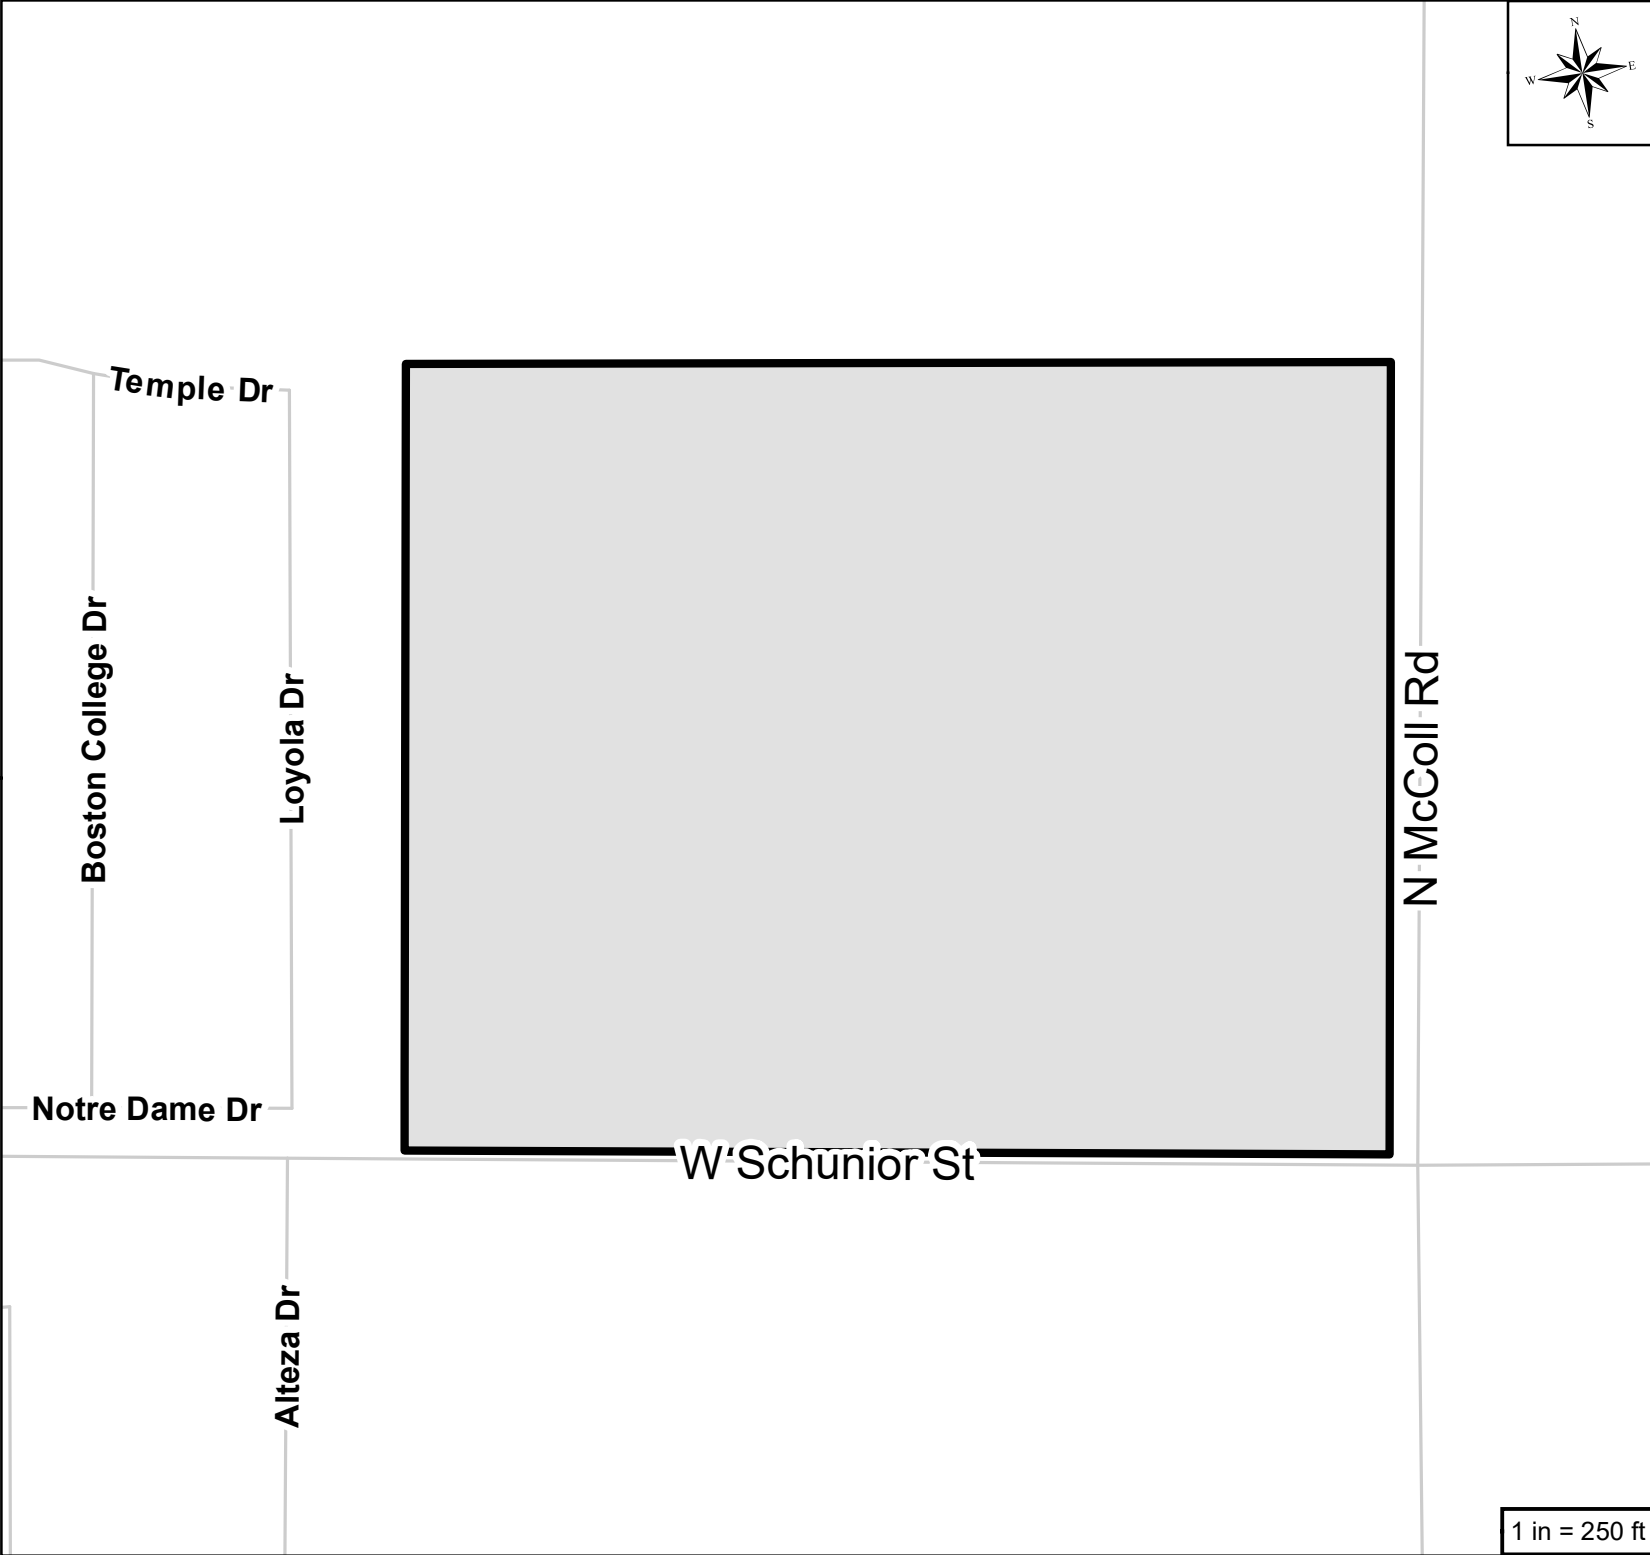 N
W
E
S
Temple Dr
Boston College Dr
Loyola Dr
N McColl Rd
Notre Dame Dr
W Schunior St
Alteza Dr
1 in = 250 ft